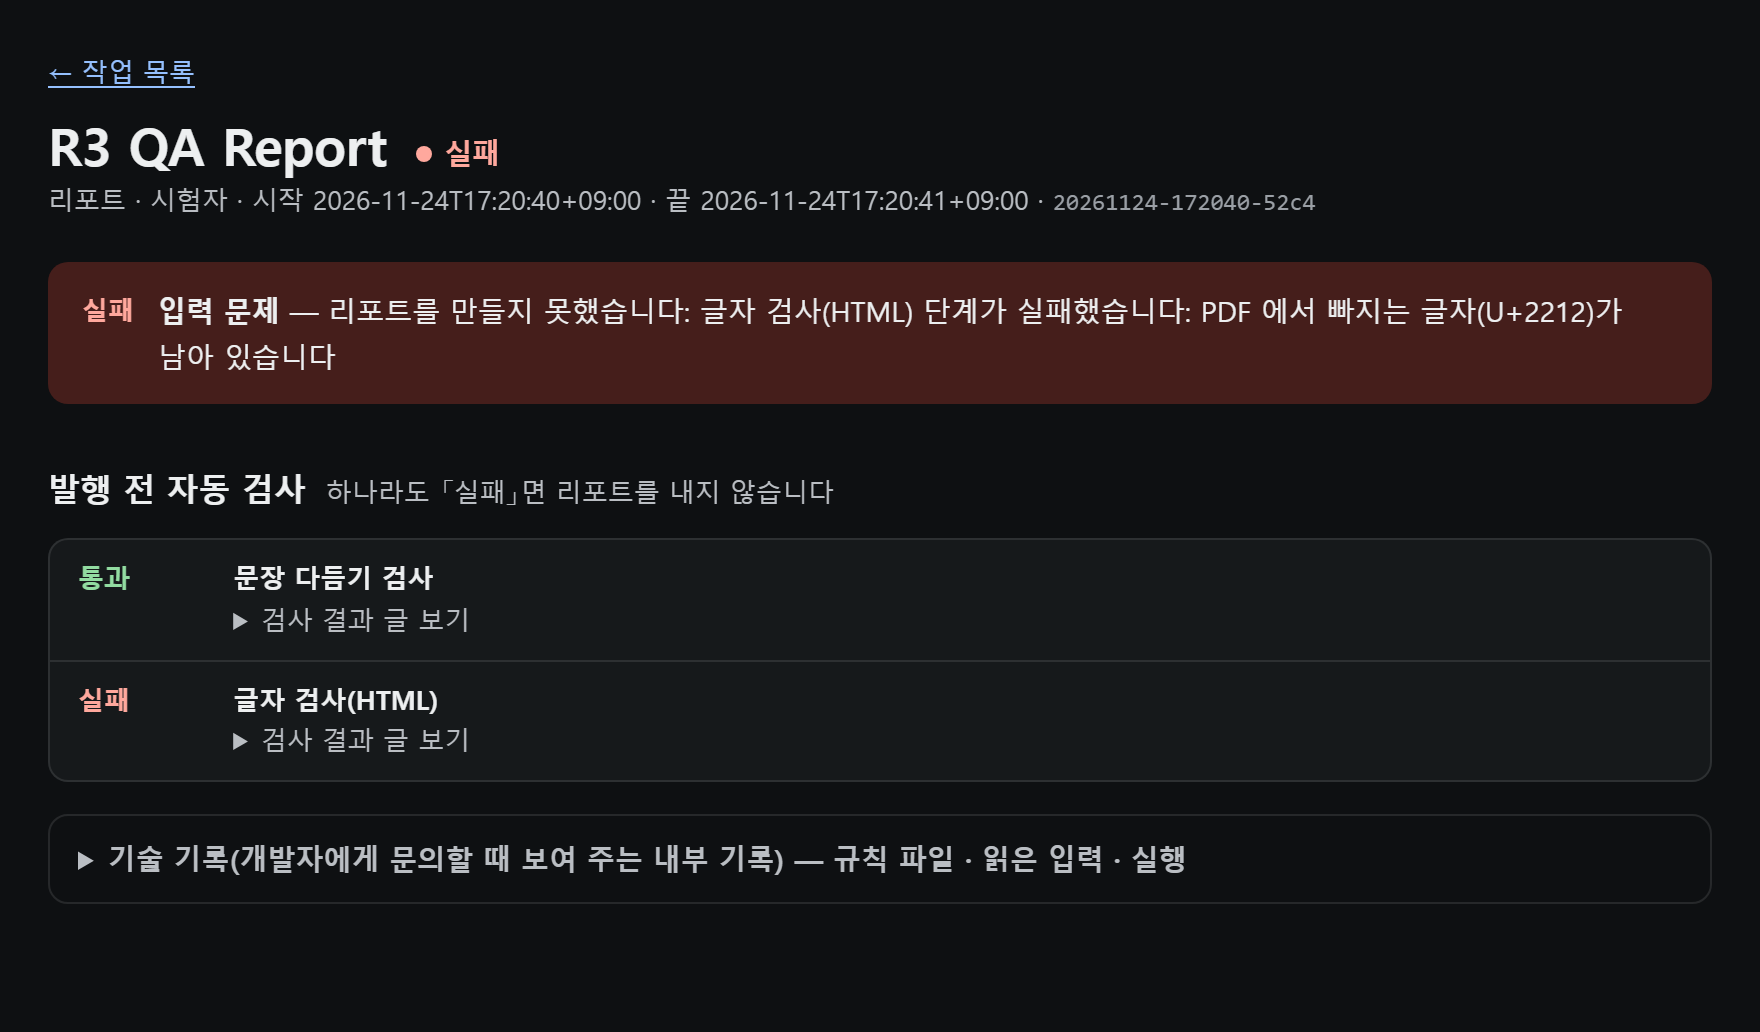 ← 작업 목록
R3 QA Report ● 실패
리포트 · 시험자 · 시작 2026-11-24T17:20:40+09:00 · 끝 2026-11-24T17:20:41+09:00 · 20261124-172040-52c4
실패 입력 문제 — 리포트를 만들지 못했습니다: 글자 검사(HTML) 단계가 실패했습니다: PDF 에서 빠지는 글자(U+2212)가
남아 있습니다
발행 전 자동 검사 하나라도 「실패」면 리포트를 내지 않습니다
통과 문장 다듬기 검사
▶ 검사 결과 글 보기
실패 글자 검사(HTML)
▶ 검사 결과 글 보기
▶ 기술 기록(개발자에게 문의할 때 보여 주는 내부 기록) — 규칙 파일 · 읽은 입력 · 실행